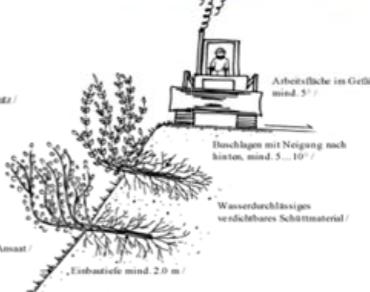 Arbeitsfläche im Gefä
mind. 5° /
Buschlagen mit Neigung nach
hinten, mind. 5....10° /
Wasserdurchlässiges
verdichtbares Schüttmaterial /
Ansaat /
Einbautiefe mind. 2.0 m /